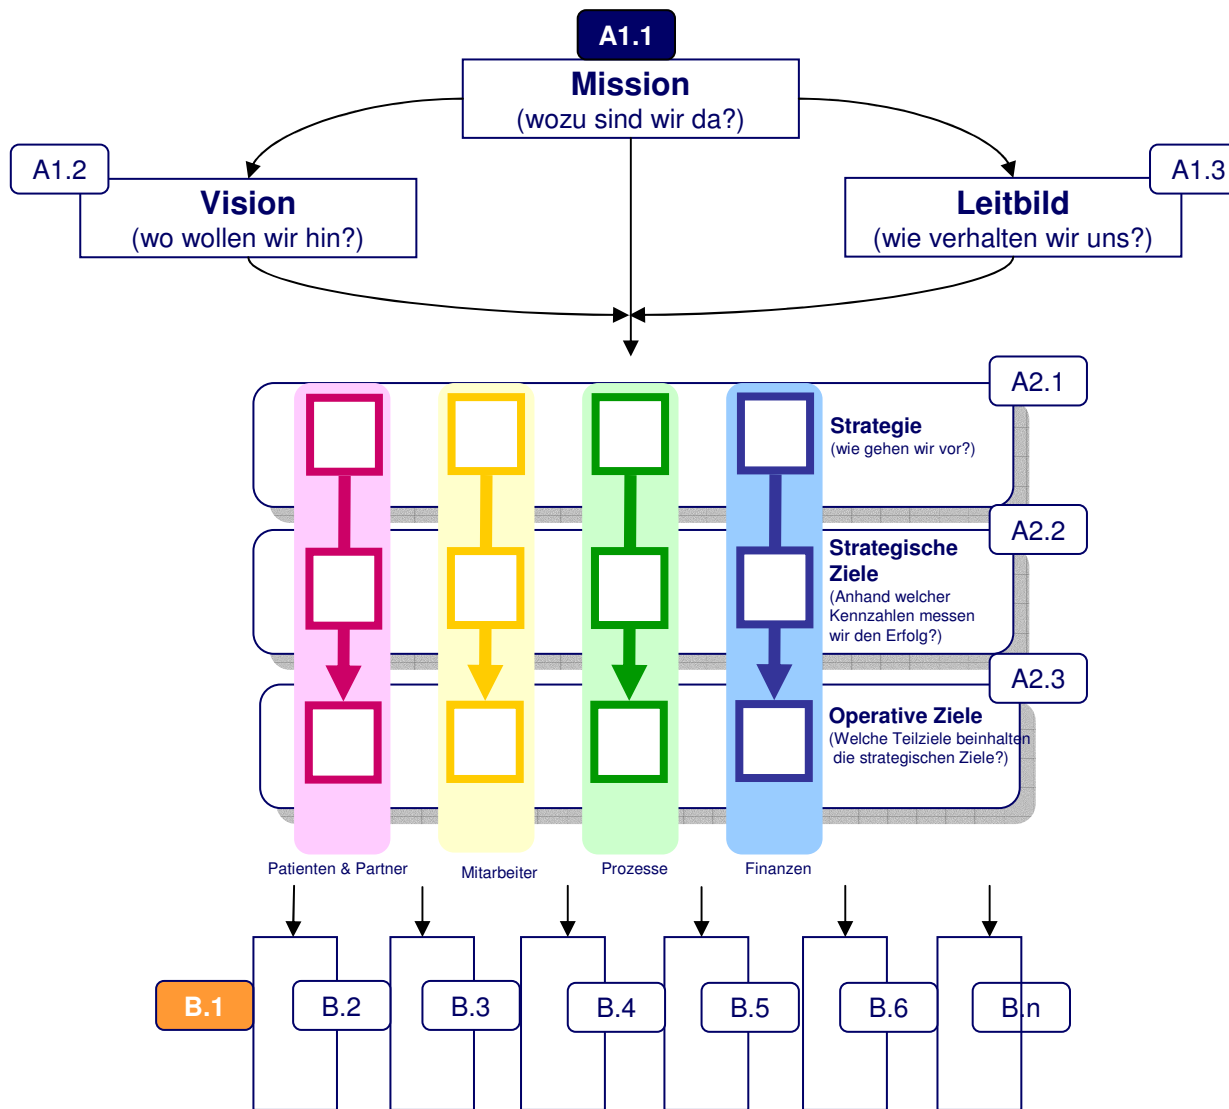 A1.1
Mission
(wozu sind wir da?)
A1.2
Vision
(wo wollen wir hin?)
A1.3
Leitbild
(wie verhalten wir uns?)
A2.1
Strategie
(wie gehen wir vor?)
A2.2
Strategische
Ziele
(Anhand welcher
Kennzahlen messen
wir den Erfolg?)
A2.3
Operative Ziele
(Welche Teilziele beinhalten
die strategischen Ziele?)
Patienten & Partner
Mitarbeiter
Prozesse
Finanzen
B.1
B.2
B.3
B.4
B.5
B.6
B.n